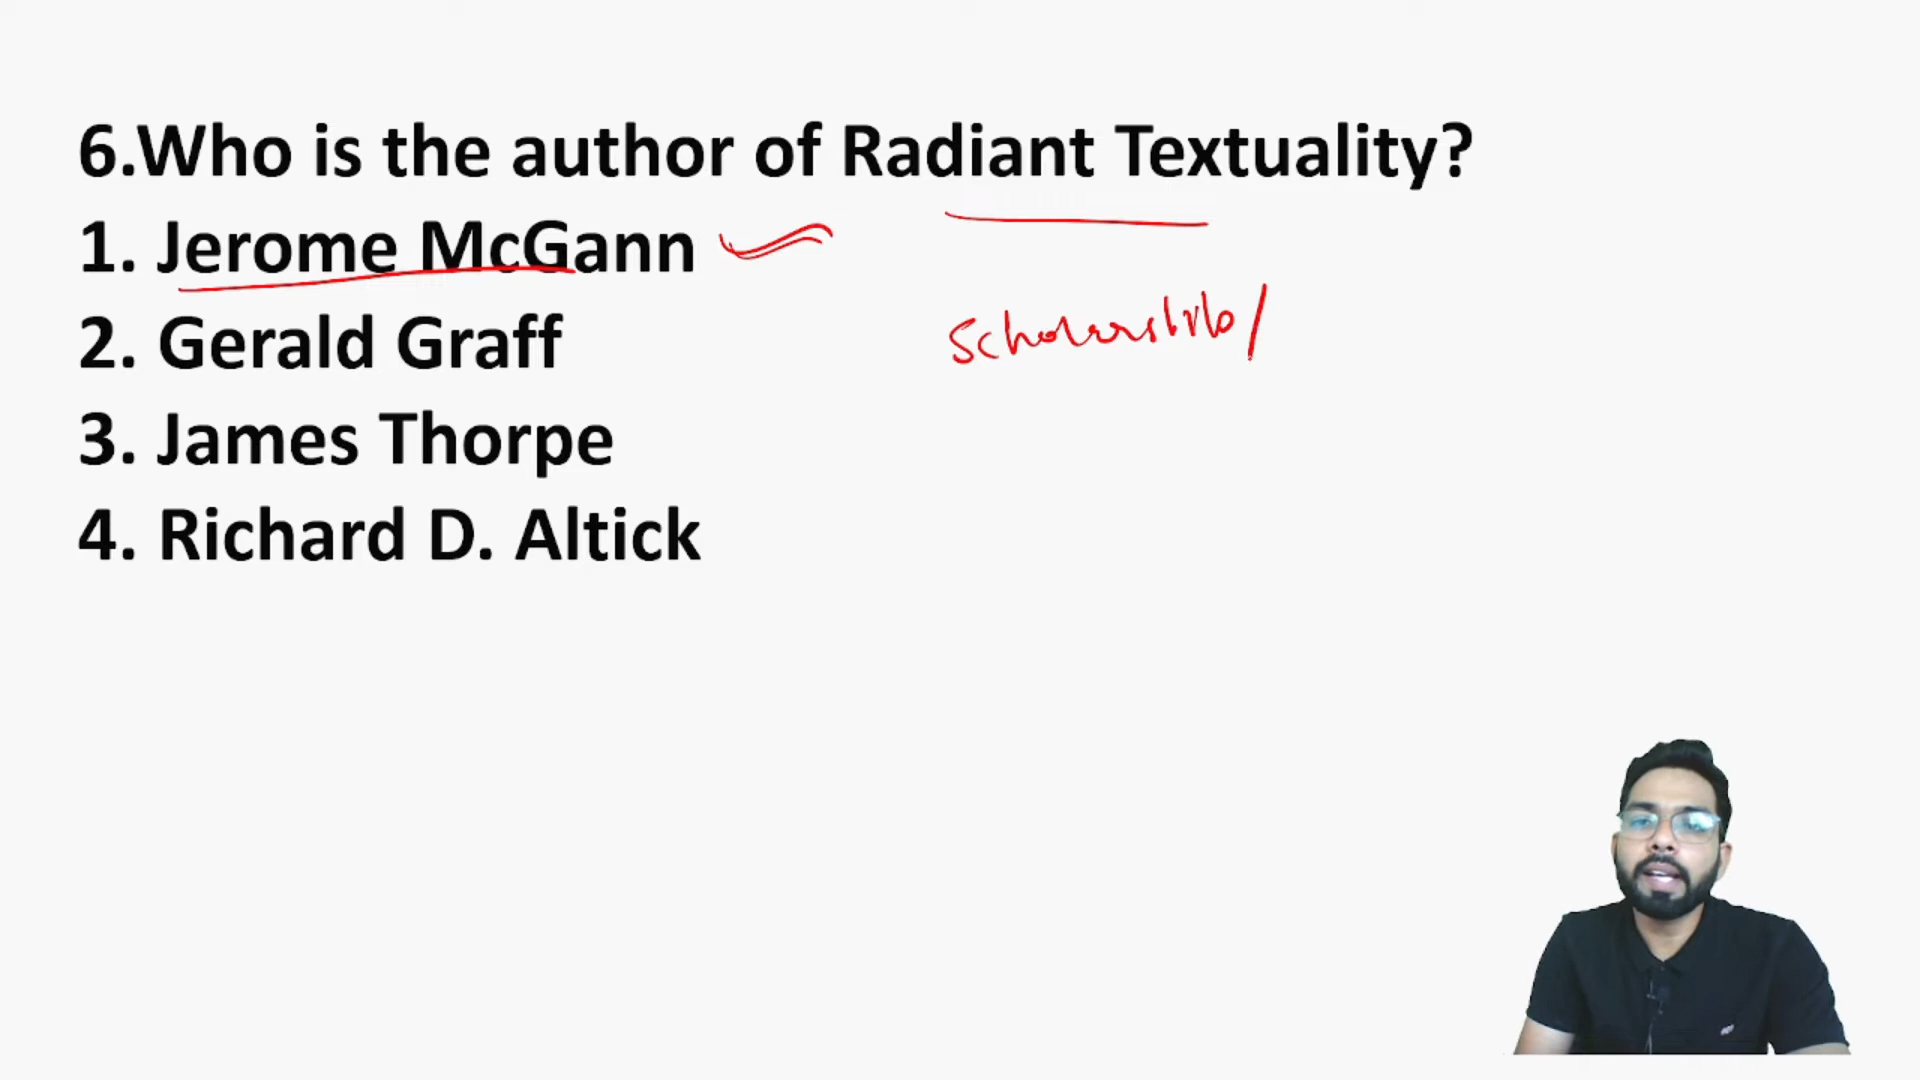 6.Who is the author of Radiant Textuality?
1. Jerome McGann
2. Gerald Graff
3. James Thorpe
4. Richard D. Altick